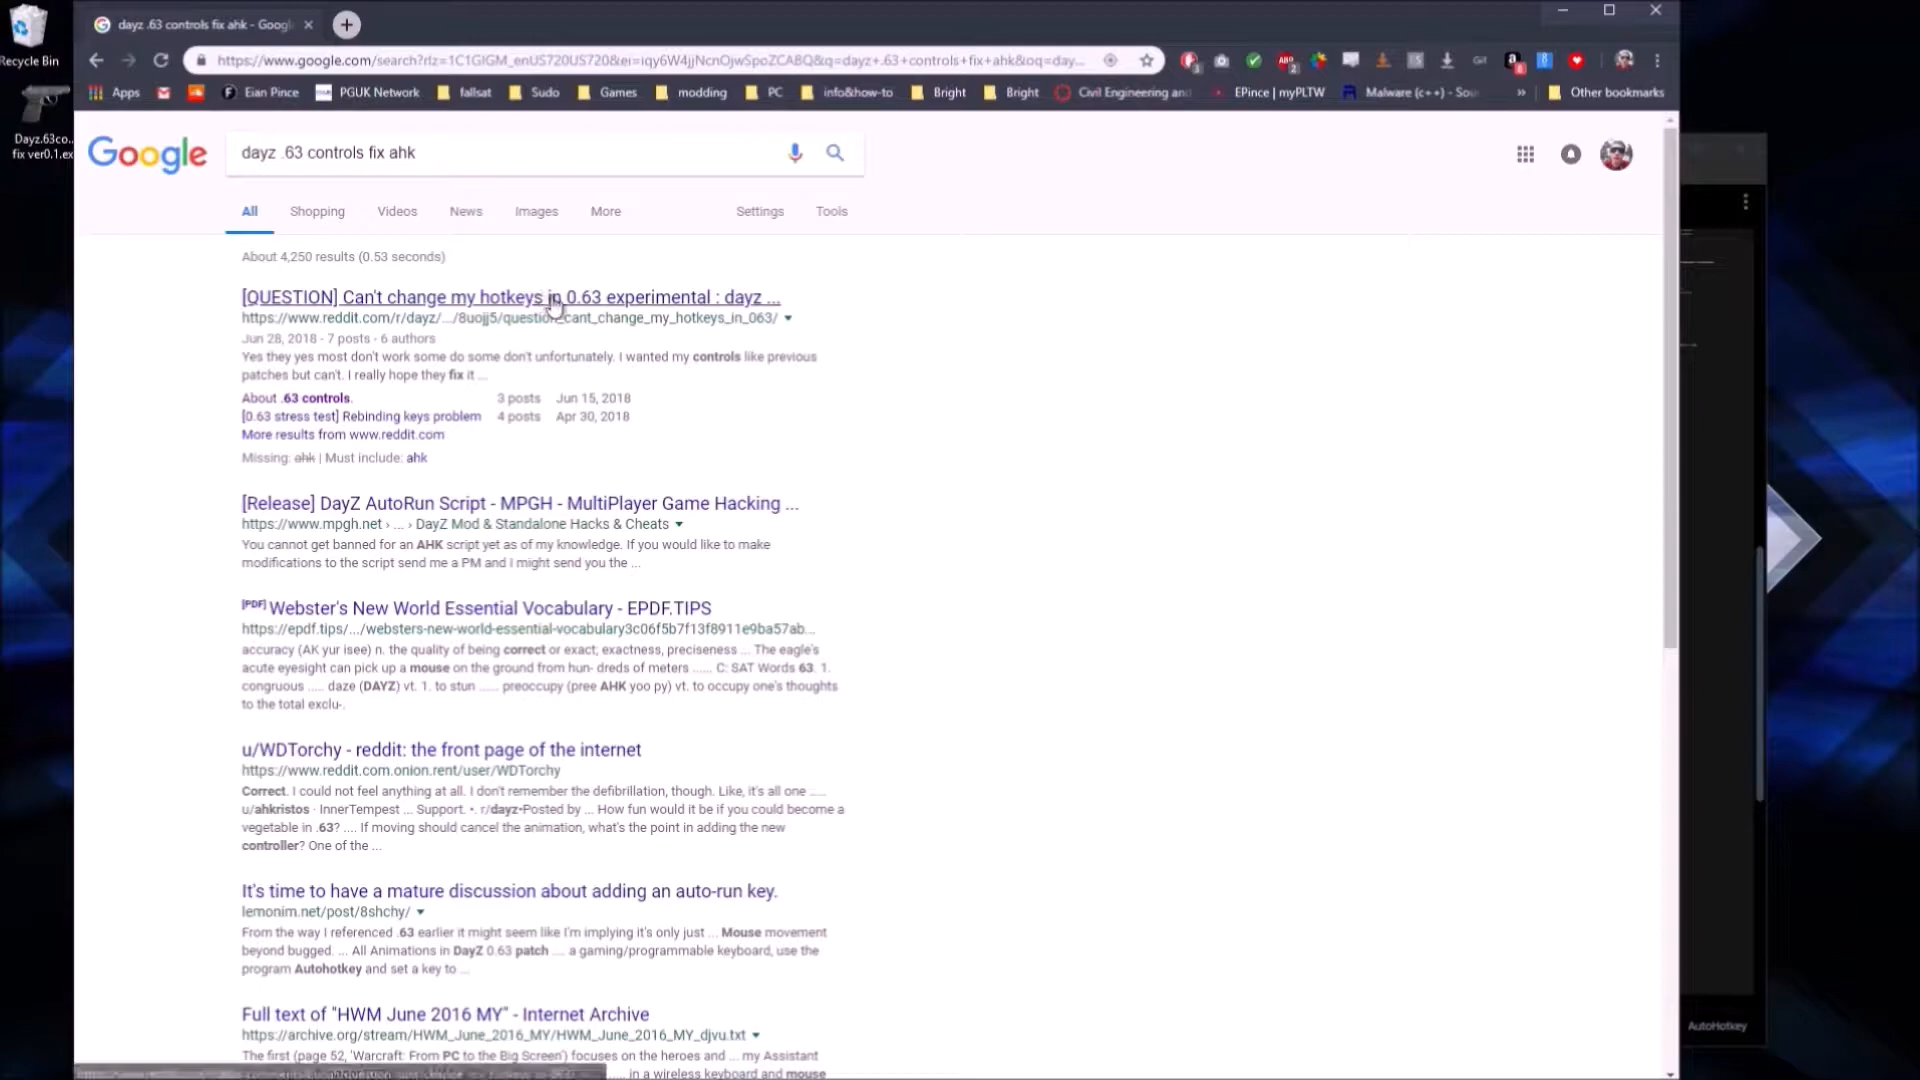 dayz .63 controls fix ahk - Googl
https://www.google.com/search?rlz=1C1GIGM_enUS720US720&ei=iqy6W4jjNcnOjwSpoZCABQ&q=dayz+.63+controls+fix+ahk&oq=day...
Recycle Bin
Apps
Eian Pince
PGUK Network
fallsat
Sudo
Games
modding
PC
info&how-to
Bright
Bright
Civil Engineering and
EPince | myPLTW
Malware (c++) - Sou
»
Other bookmarks
Dayz.63co...
fix ver0.1.ex
Google
dayz .63 controls fix ahk
All Shopping Videos News Images More Settings Tools
About 4,250 results (0.53 seconds)
[QUESTION] Can't change my hotkeys in 0.63 experimental : dayz ...
https://www.reddit.com/r/dayz/.../8uojj5/question_cant_change_my_hotkeys_in_063/
Jun 28, 2018 - 7 posts - 6 authors
Yes they yes most don't work some do some don't unfortunately. I wanted my controls like previous
patches but can't. I really hope they fix it ...
About .63 controls. 3 posts Jun 15, 2018
[0.63 stress test] Rebinding keys problem 4 posts Apr 30, 2018
More results from www.reddit.com
Missing: ahk | Must include: ahk
[Release] DayZ AutoRun Script - MPGH - MultiPlayer Game Hacking ...
https://www.mpgh.net › ... › DayZ Mod & Standalone Hacks & Cheats
You cannot get banned for an AHK script yet as of my knowledge. If you would like to make
modifications to the script send me a PM and I might send you the ...
[PDF] Webster's New World Essential Vocabulary - EPDF.TIPS
https://epdf.tips/.../websters-new-world-essential-vocabulary3c06f5b7f13f8911e9ba57ab...
accuracy (AK yur isee) n. the quality of being correct or exact; exactness, preciseness ... The eagle's
acute eyesight can pick up a mouse on the ground from hun- dreds of meters ...... C: SAT Words 63. 1.
congruous ..... daze (DAYZ) vt. 1. to stun ...... preoccupy (pree AHK yoo py) vt. to occupy one's thoughts
to the total exclu-.
u/WDTorchy - reddit: the front page of the internet
https://www.reddit.com.onion.rent/user/WDTorchy
Correct. I could not feel anything at all. I don't remember the defibrillation, though. Like, it's all one .....
u/ahkristos · InnerTempest ... Support. •. r/dayz•Posted by ... How fun would it be if you could become a
vegetable in .63? .... If moving should cancel the animation, what's the point in adding the new
controller? One of the ...
It's time to have a mature discussion about adding an auto-run key.
lemonim.net/post/8shchy/
From the way I referenced .63 earlier it might seem like I'm implying it's only just ... Mouse movement
beyond bugged. ... All Animations in DayZ 0.63 patch .... a gaming/programmable keyboard, use the
program Autohotkey and set a key to ...
Full text of "HWM June 2016 MY" - Internet Archive
https://archive.org/stream/HWM_June_2016_MY/HWM_June_2016_MY_djvu.txt
The first (page 52, 'Warcraft: From PC to the Big Screen') focuses on the heroes and ... my Assistant
..... in a wireless keyboard and mouse
AutoHotkey